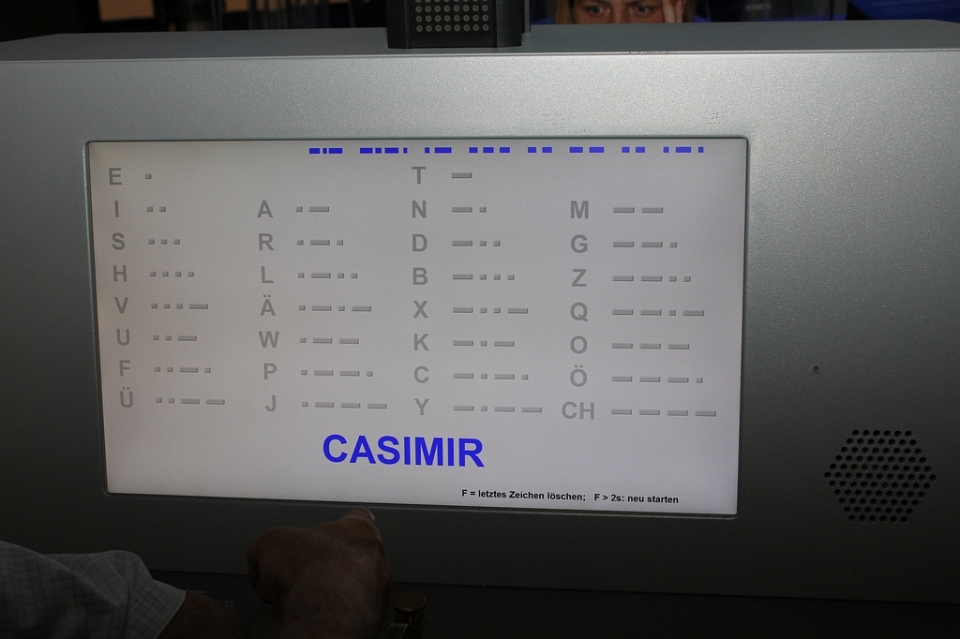 E T
I A N M
S R D G
H L B Z
V Ä X Q
U W K O
F P C Ö
Ü J Y CH
CASIMIR
F = letztes Zeichen löschen; F > 2s: neu starten